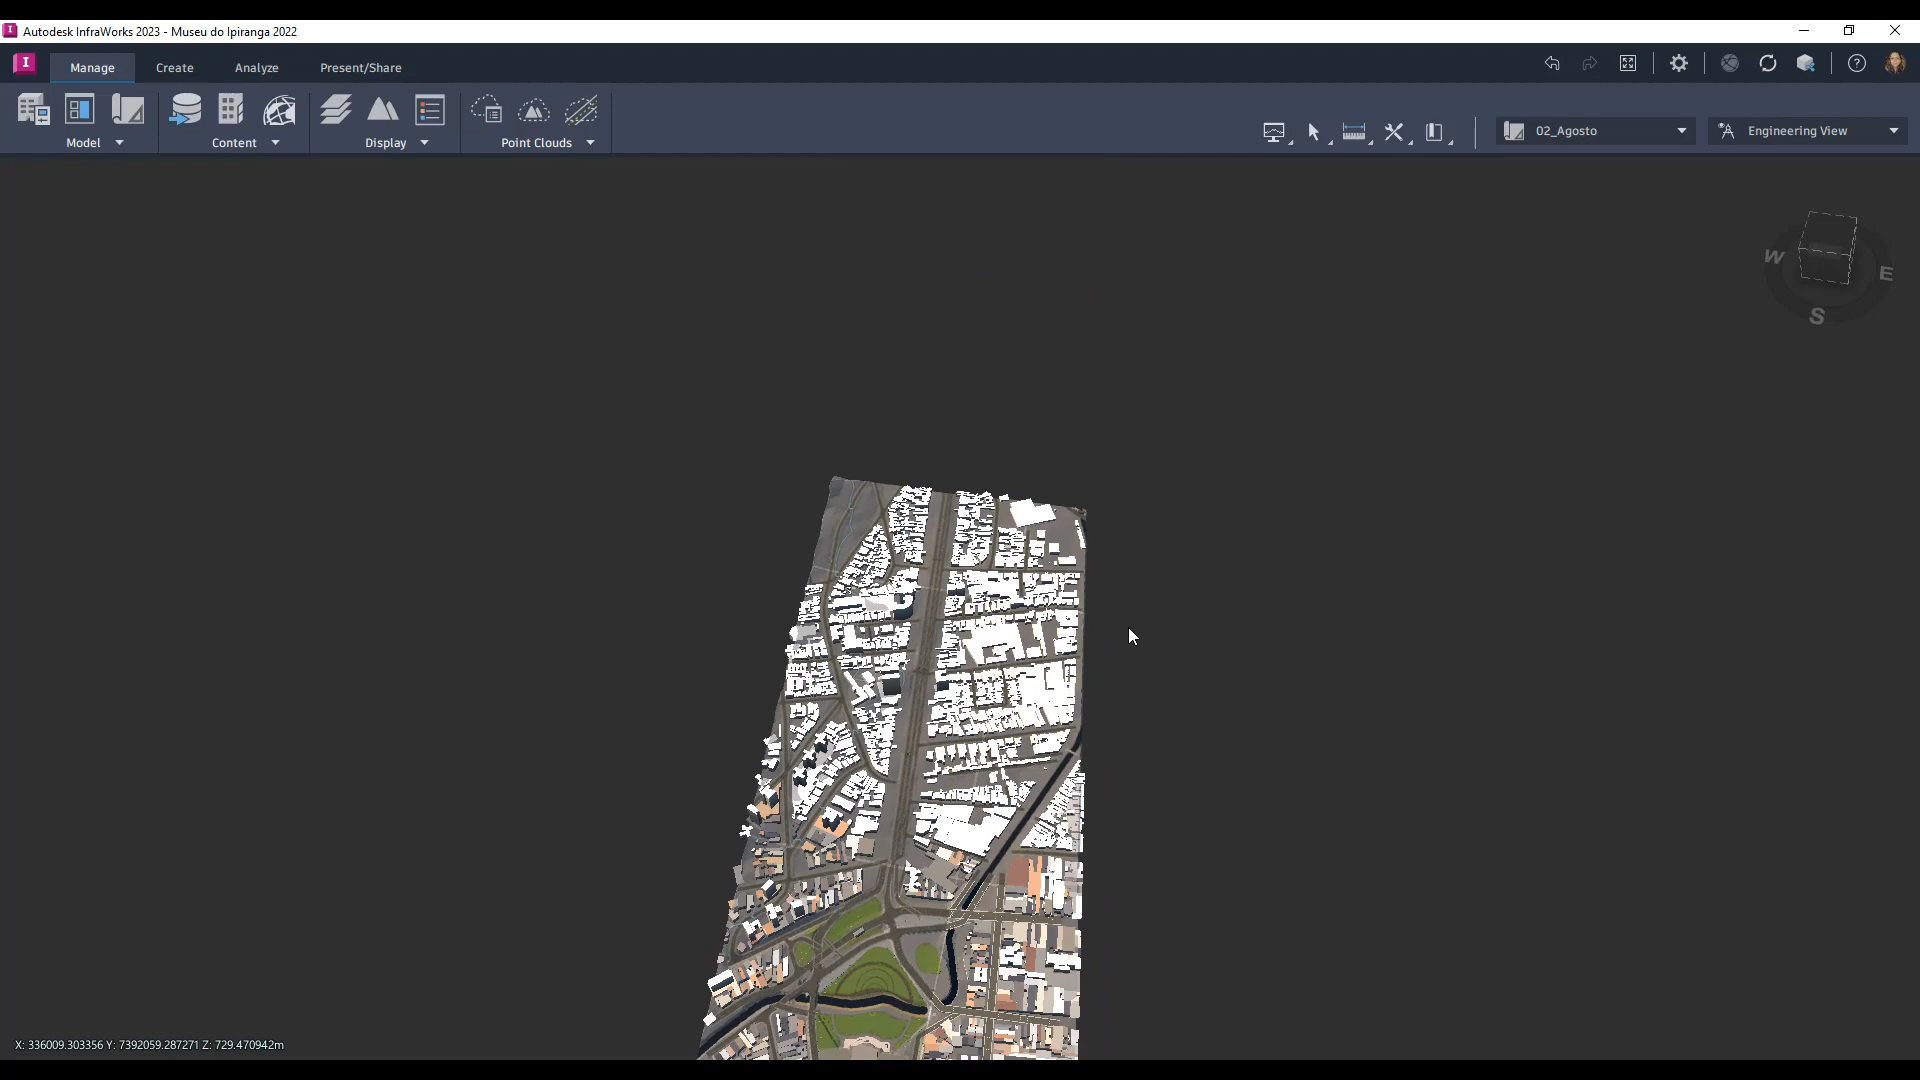 Autodesk InfraWorks 2023 - Museu do Ipiranga 2022
Manage Create Analyze Present/Share
Model Content Display Point Clouds
02_Agosto Engineering View
W E
S
X: 336009.303356 Y: 7392059.287271 Z: 729.470942m